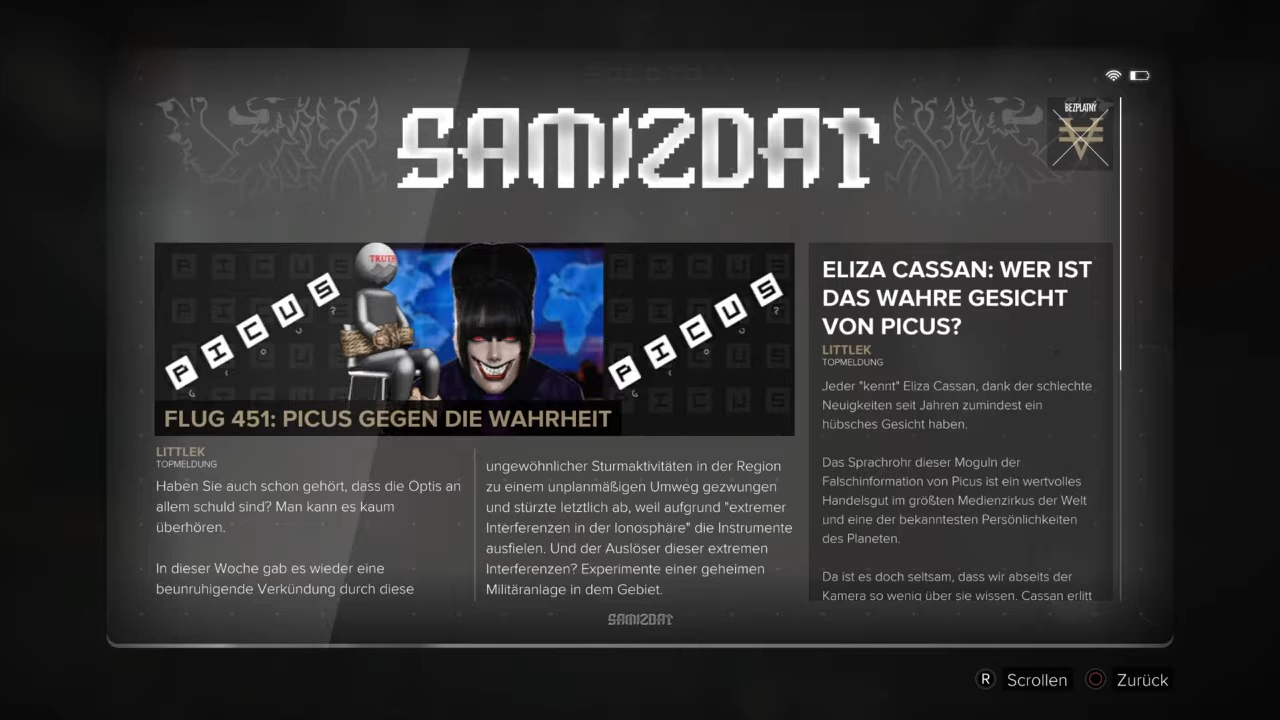 SAMIZDAT
BEZPLATNÝ
PICUS
TRUTH
PICUS
FLUG 451: PICUS GEGEN DIE WAHRHEIT
LITTLEK
TOPMELDUNG
Haben Sie auch schon gehört, dass die Optis an
allem schuld sind? Man kann es kaum
überhören.
In dieser Woche gab es wieder eine
beunruhigende Verkündung durch diese
ungewöhnlicher Sturmaktivitäten in der Region
zu einem unplanmäßigen Umweg gezwungen
und stürzte letztlich ab, weil aufgrund "extremer
Interferenzen in der Ionosphäre" die Instrumente
ausfielen. Und der Auslöser dieser extremen
Interferenzen? Experimente einer geheimen
Militäranlage in dem Gebiet.
ELIZA CASSAN: WER IST
DAS WAHRE GESICHT
VON PICUS?
LITTLEK
TOPMELDUNG
Jeder "kennt" Eliza Cassan, dank der schlechte
Neuigkeiten seit Jahren zumindest ein
hübsches Gesicht haben.
Das Sprachrohr dieser Moguln der
Falschinformation von Picus ist ein wertvolles
Handelsgut im größten Medienzirkus der Welt
und eine der bekanntesten Persönlichkeiten
des Planeten.
Da ist es doch seltsam, dass wir abseits der
Kamera so wenig über sie wissen. Cassan erlitt
SAMIZDAT
R Scrollen
Zurück